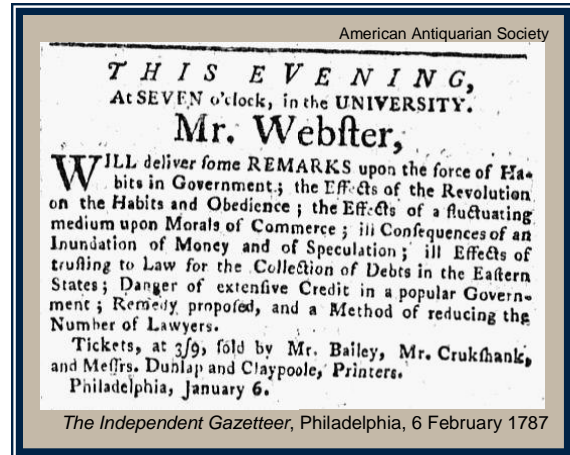 American Antiquarian Society
THIS EVENING,
At SEVEN o'clock, in the UNIVERSITY.
Mr. Webſter,
WILL deliver ſome REMARKS upon the force of Ha-
bits in Government; the Effects of the Revolution
on the Habits and Obedience; the Effects of a fluctuating
medium upon Morals of Commerce; ill Conſequences of an
Inundation of Money and of Speculation; ill Effects of
truſting to Law for the Collection of Debts in the Eaſtern
States; Danger of extenſive Credit in a popular Govern-
ment; Remedy propoſed, and a Method of reducing the
Number of Lawyers.
Tickets, at 3ſ9, ſold by Mr. Bailey, Mr. Crukſhank,
and Meſſrs. Dunlap and Claypoole, Printers.
Philadelphia, January 6.
The Independent Gazetteer, Philadelphia, 6 February 1787